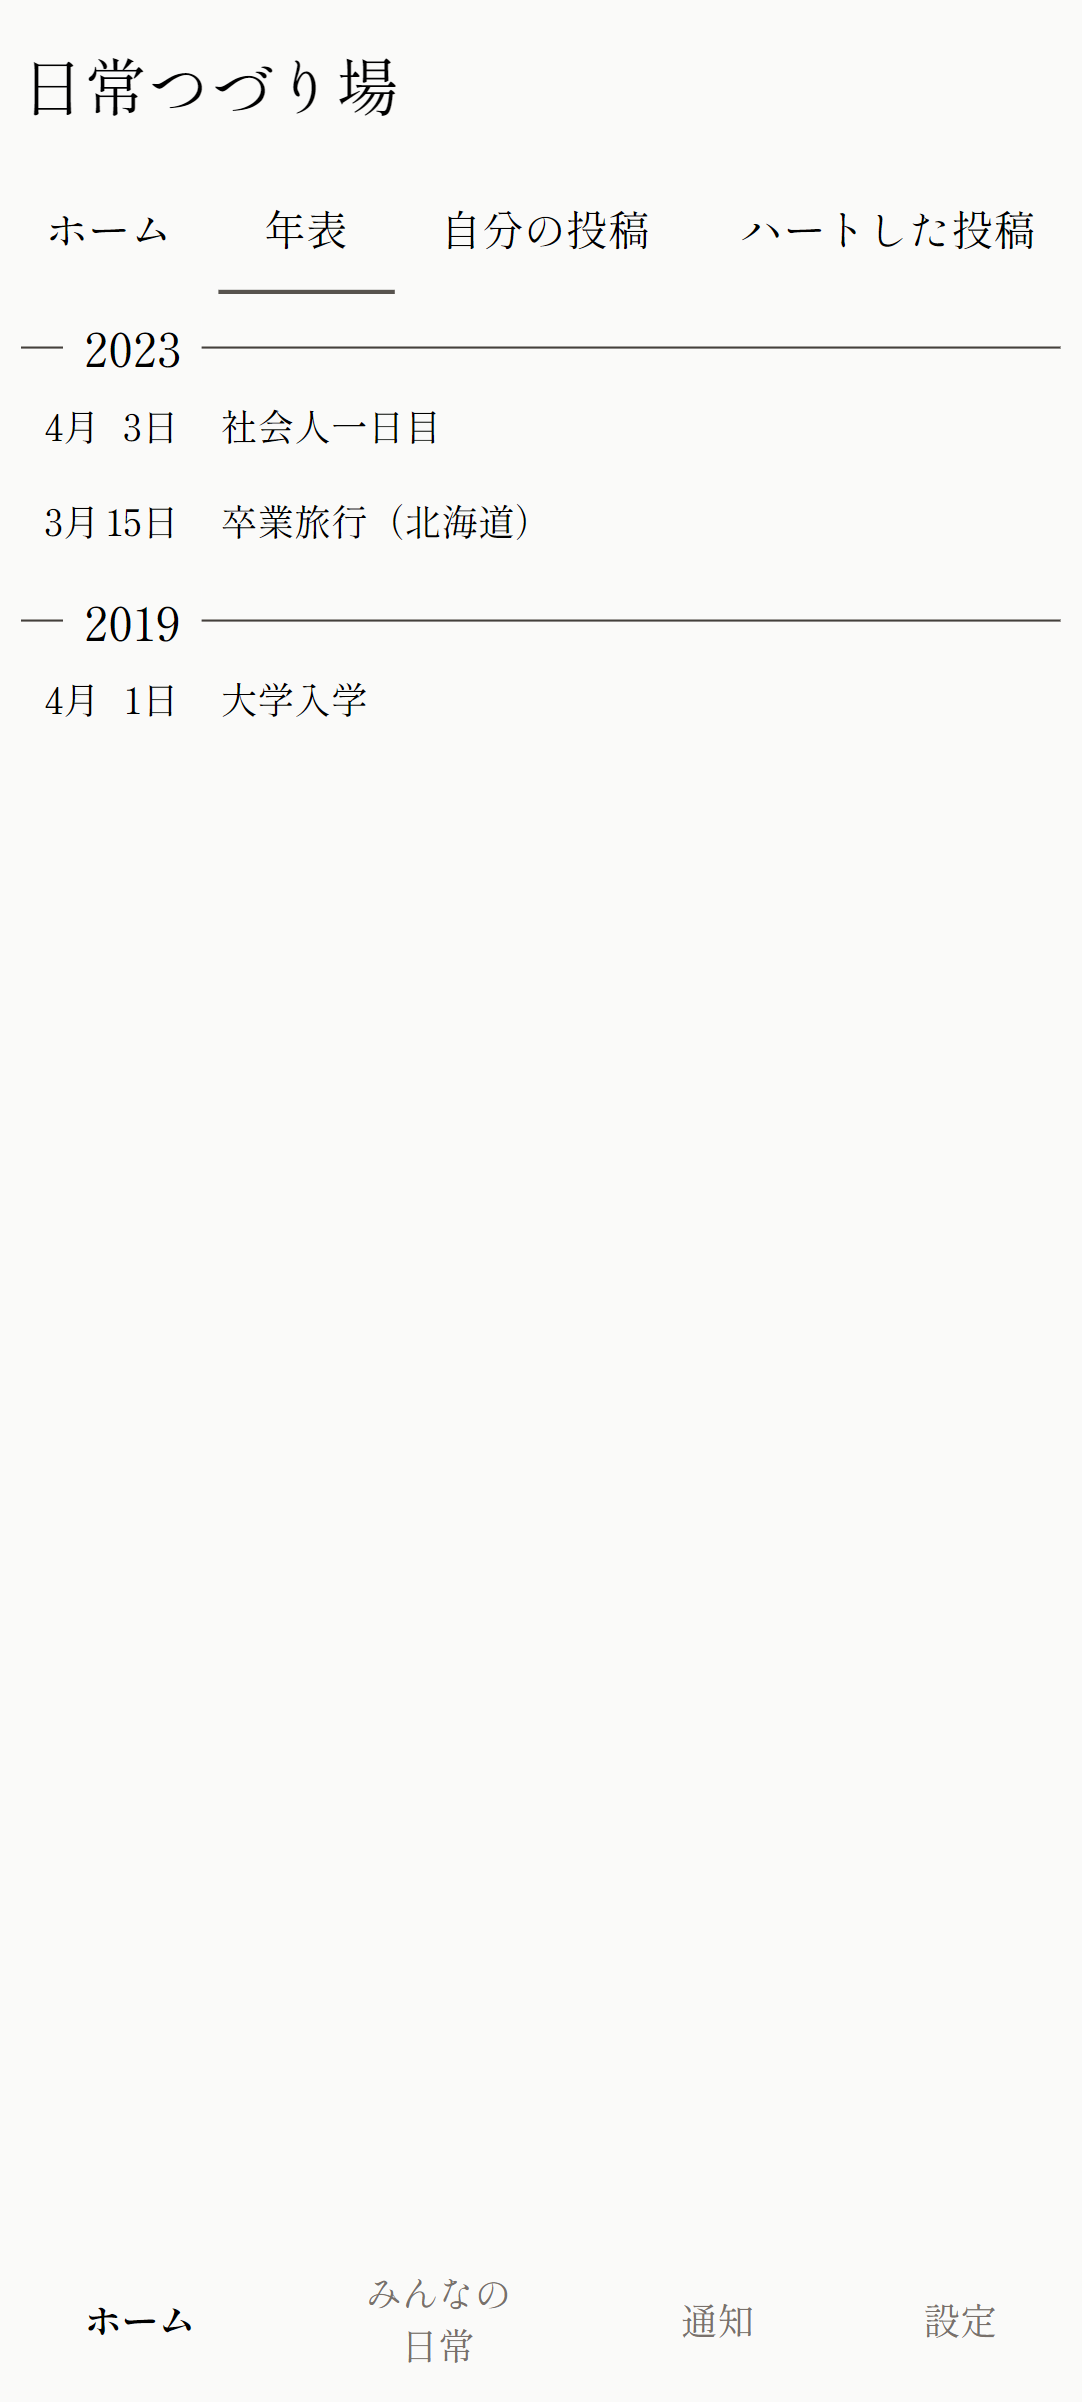 日常つづり場
ホーム 年表 自分の投稿 ハートした投稿
2023
4月 3日 社会人一日目
3月 15日 卒業旅行（北海道）
2019
4月 1日 大学入学
ホーム みんなの日常 通知 設定